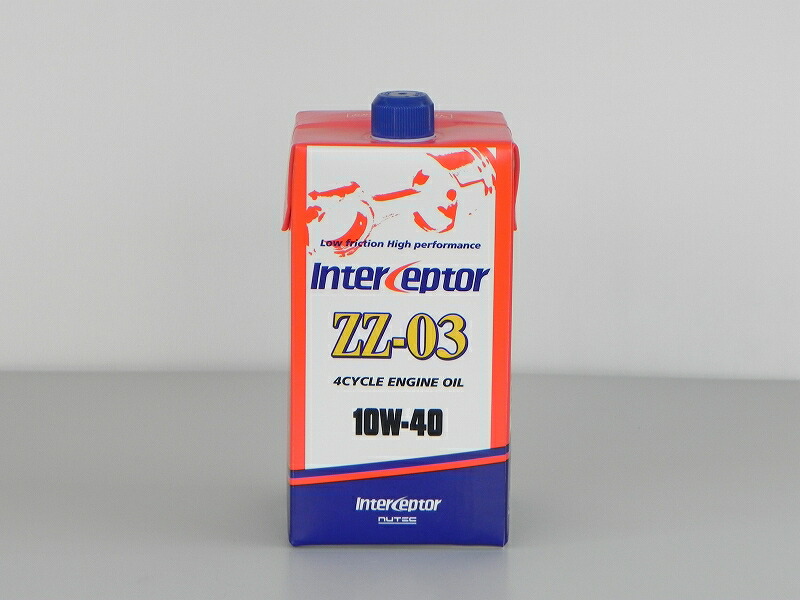 Low friction High performance
Interceptor
ZZ-03
4CYCLE ENGINE OIL
10W-40
Interceptor
NUTEC